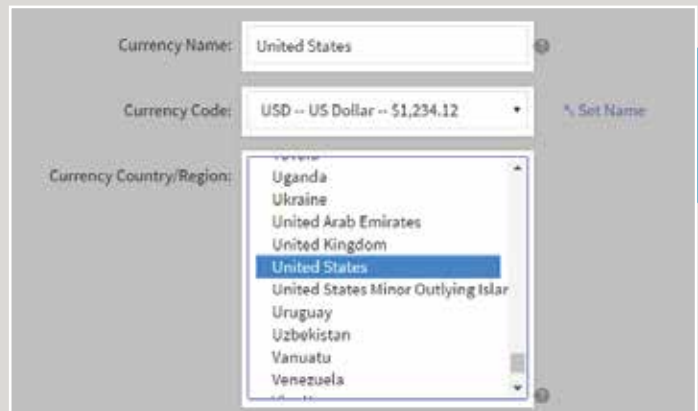 Currency Name: United States
Currency Code: USD -- US Dollar -- $1,234.12 Set Name
Currency Country/Region:
Uganda
Ukraine
United Arab Emirates
United Kingdom
United States
United States Minor Outlying Islar
Uruguay
Uzbekistan
Vanuatu
Venezuela